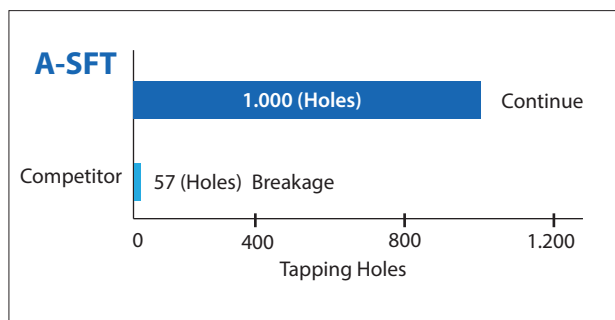 A-SFT
1.000 (Holes) Continue
Competitor 57 (Holes) Breakage
0 400 800 1.200
Tapping Holes